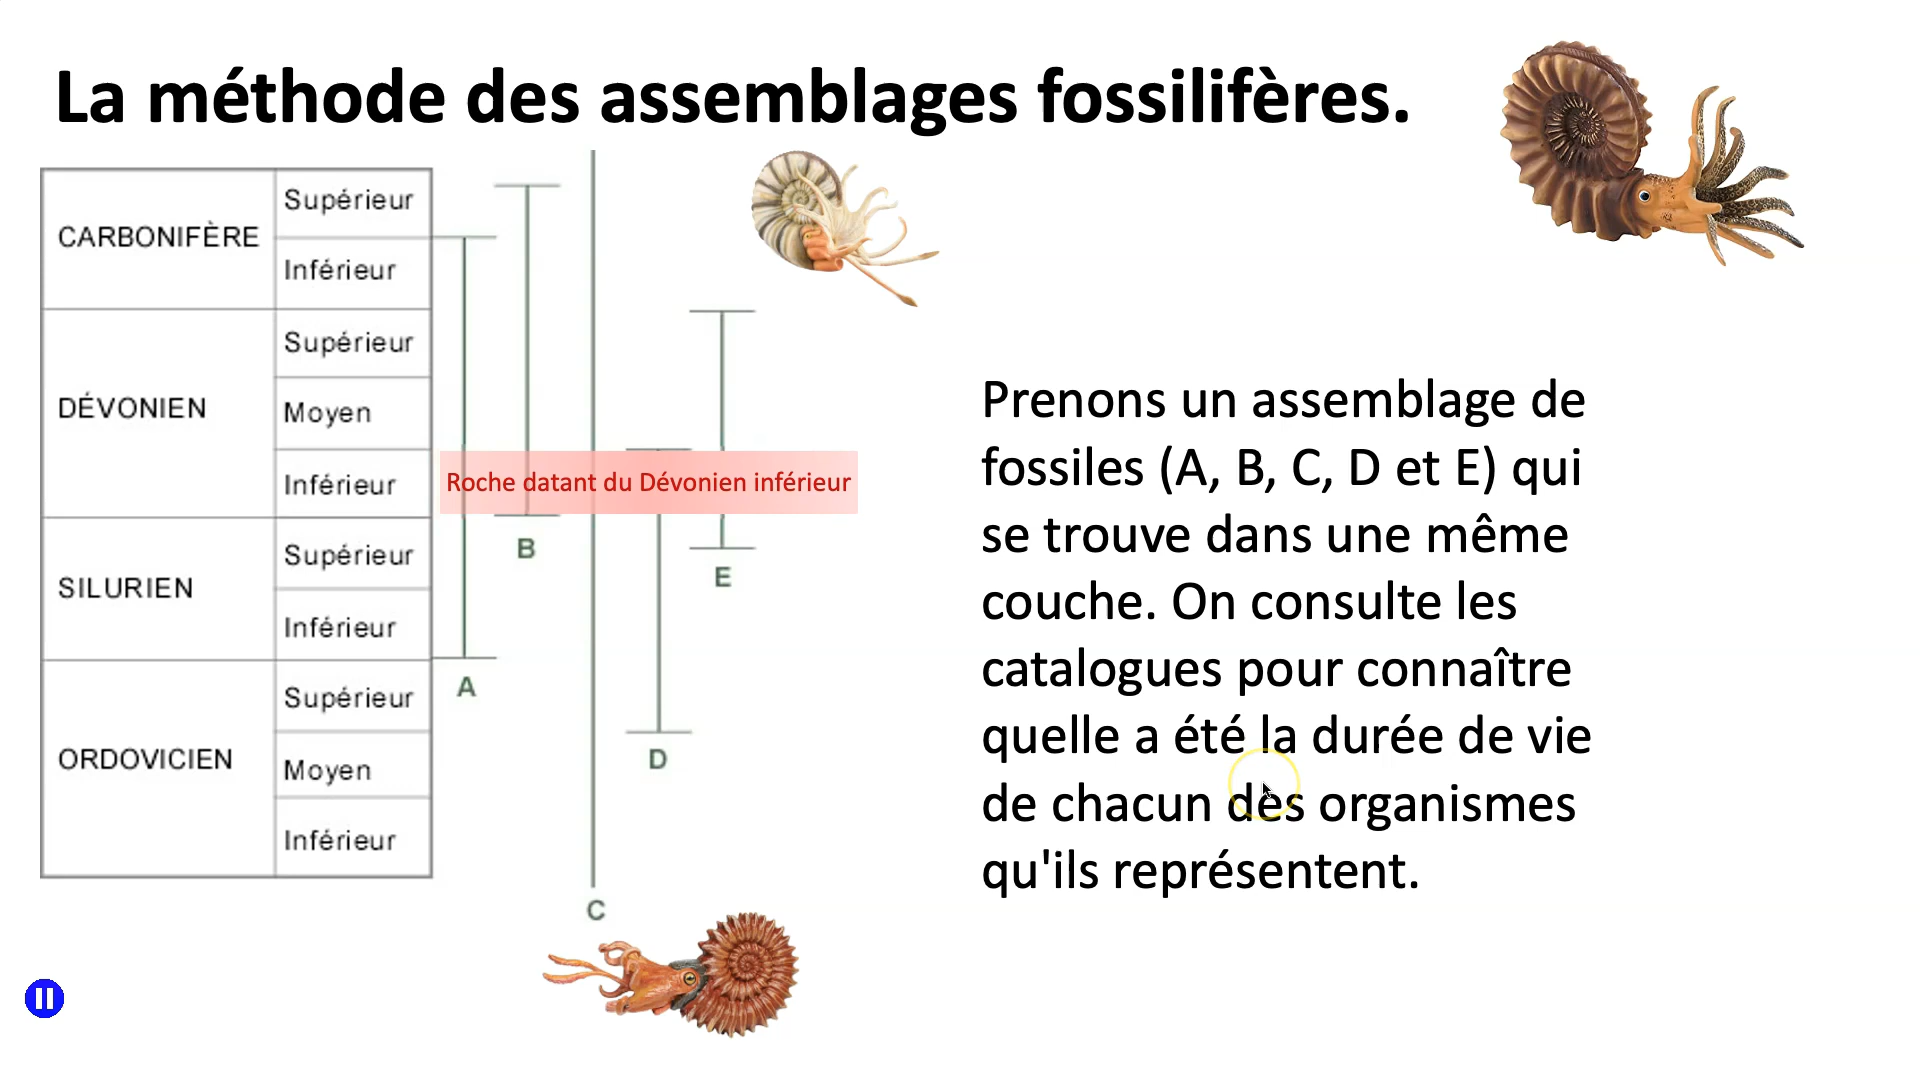 La méthode des assemblages fossilifères.
CARBONIFÈRE
Supérieur
Inférieur
DÉVONIEN
Supérieur
Moyen
Inférieur
SILURIEN
Supérieur
Inférieur
ORDOVICIEN
Supérieur
Moyen
Inférieur
Roche datant du Dévonien inférieur
B
E
A
D
C
Prenons un assemblage de
fossiles (A, B, C, D et E) qui
se trouve dans une même
couche. On consulte les
catalogues pour connaître
quelle a été la durée de vie
de chacun des organismes
qu'ils représentent.